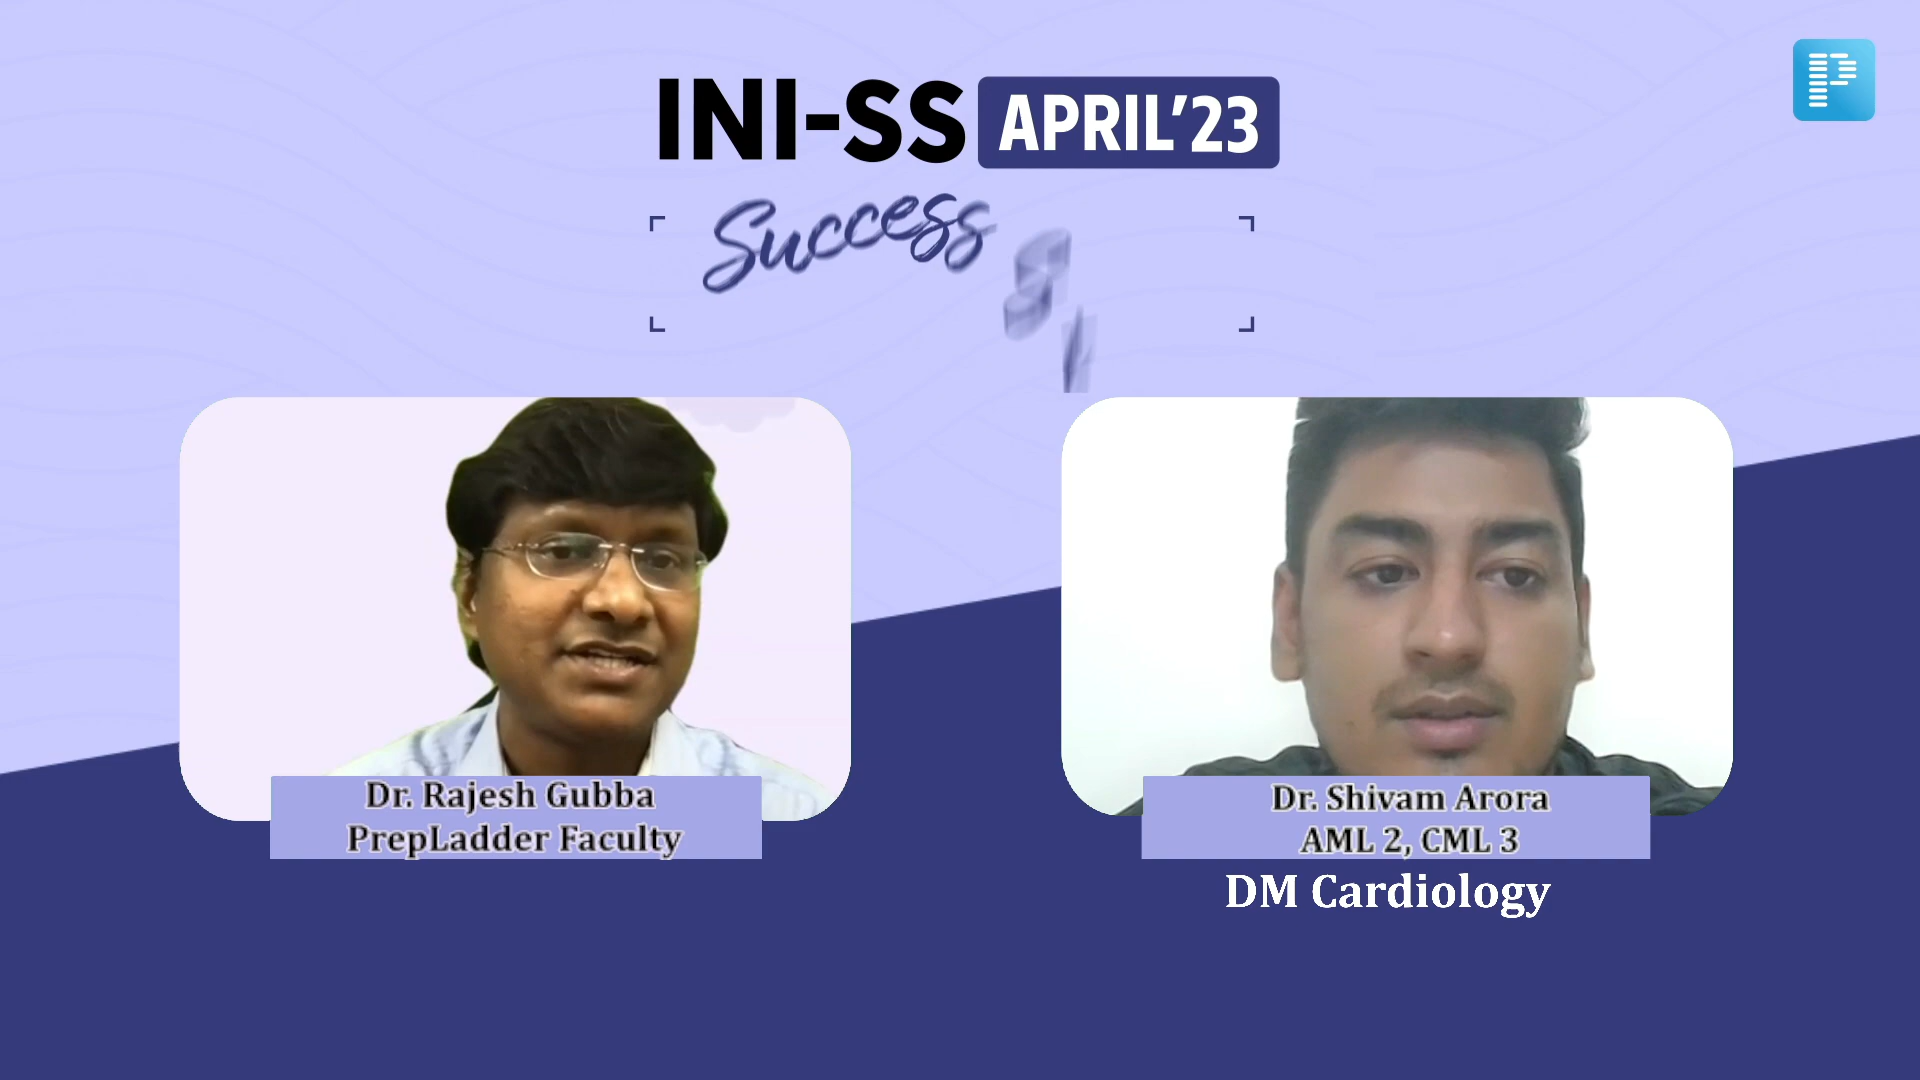 INI-SS APRIL'23
Success
Dr. Rajesh Gubba
PrepLadder Faculty
Dr. Shivam Arora
AML 2, CML 3
DM Cardiology